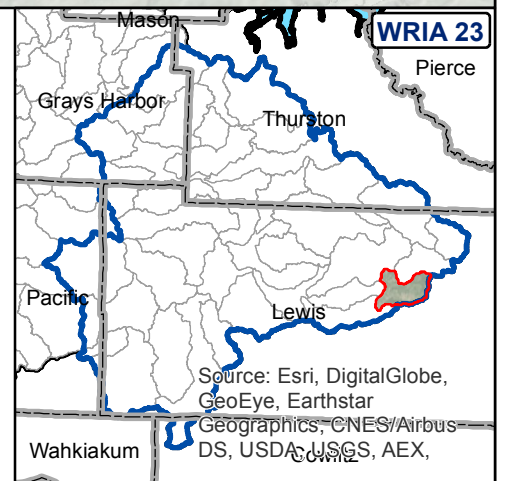 Mason
WRIA 23
Pierce
Grays Harbor
Thurston
Pacific
Lewis
Source: Esri, DigitalGlobe,
GeoEye, Earthstar
Geographics, CNES/Airbus
DS, USDA, USGS, AEX,
Wahkiakum
Cowlitz